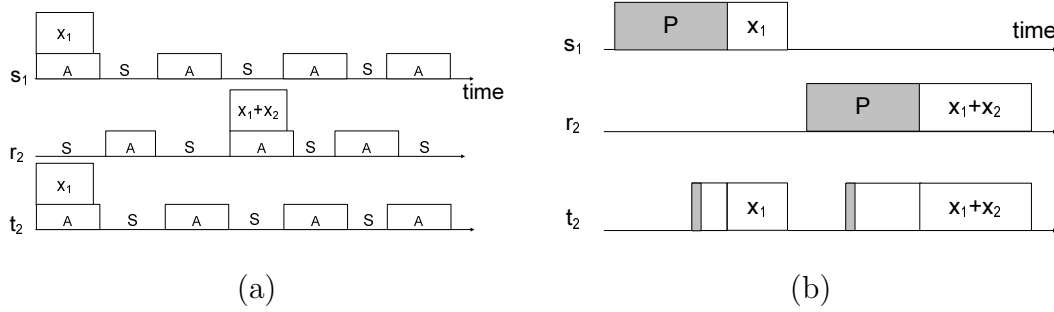 x₁
s₁ A S A S A S A
time
x₁+x₂
r₂ S A S A S A S
x₁
t₂ A S A S A S A
(a)
P x₁ time
s₁
P x₁+x₂
r₂
x₁ x₁+x₂
t₂
(b)